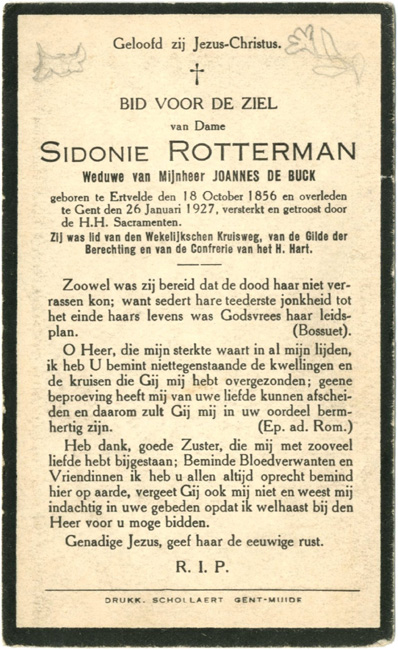 Geloofd zij Jezus-Christus.
BID VOOR DE ZIEL
van Dame
SIDONIE ROTTERMAN
Weduwe van Mijnheer JOANNES DE BUCK
geboren te Ertvelde den 18 October 1856 en overleden
te Gent den 26 Januari 1927, versterkt en getroost door
de H.H. Sacramenten.
Zij was lid van den Wekelijkschen Kruisweg, van de Gilde der
Berechting en van de Confrerie van het H. Hart.
Zoowel was zij bereid dat de dood haar niet ver-
rassen kon; want sedert hare teederste jonkheid tot
het einde haars levens was Godsvrees haar leids-
plan. (Bossuet).
O Heer, die mijn sterkte waart in al mijn lijden,
ik heb U bemint niettegenstaande de kwellingen en
de kruisen die Gij mij hebt overgezonden; geene
beproeving heeft mij van uwe liefde kunnen afschei-
den en daarom zult Gij mij in uw oordeel berm-
hertig zijn. (Ep. ad. Rom.)
Heb dank, goede Zuster, die mij met zooveel
liefde hebt bijgestaan; Beminde Bloedverwanten en
Vriendinnen ik heb u allen altijd oprecht bemind
hier op aarde, vergeet Gij ook mij niet en weest mij
indachtig in uwe gebeden opdat ik welhaast bij den
Heer voor u moge bidden.
Genadige Jezus, geef haar de eeuwige rust.
R. I. P.
DRUKK. SCHOLLAERT GENT-MUIDE